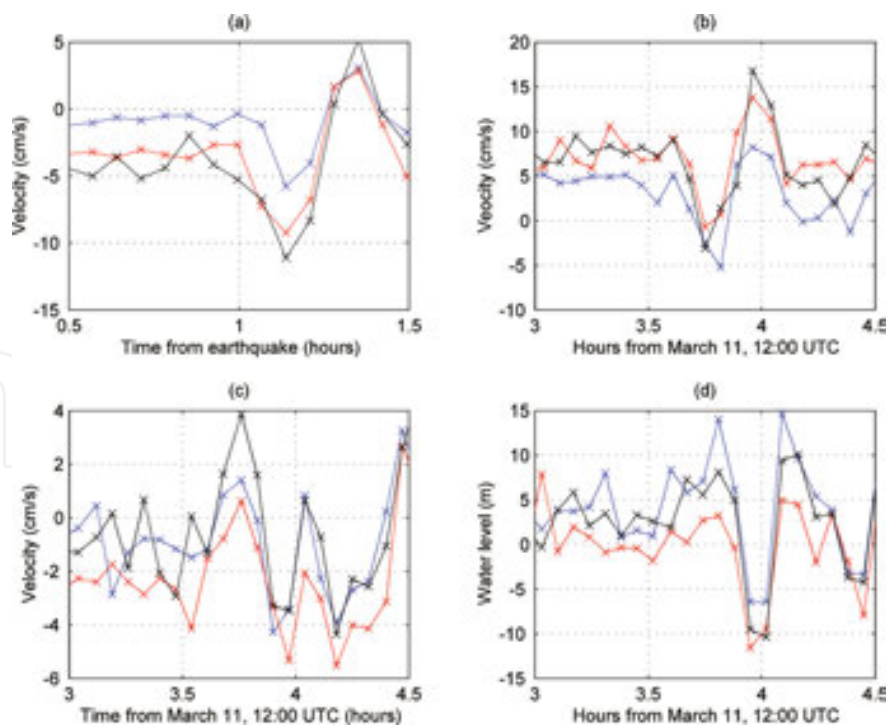 (a)
5
0
-5
-10
-15
Velocity (cm/s)
0.5 1 1.5
Time from earthquake (hours)
(b)
20
15
10
5
0
-5
-10
Veocity (cm/s)
3 3.5 4 4.5
Hours from March 11, 12:00 UTC
(c)
4
2
0
-2
-4
-6
Velocity (cm/s)
3 3.5 4 4.5
Time from March 11, 12:00 UTC (hours)
(d)
15
10
5
0
-5
-10
-15
Water level (m)
3 3.5 4 4.5
Hours from March 11, 12:00 UTC